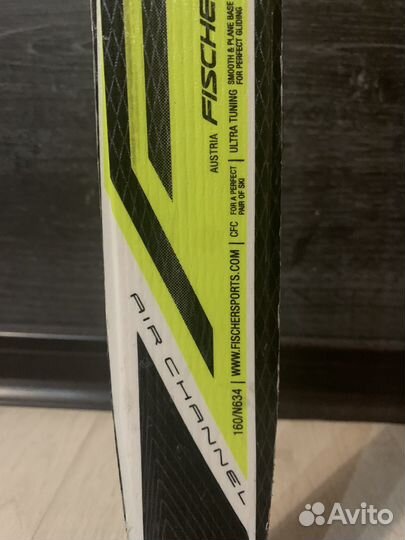 AUSTRIA FISCHE
160/N634 | WWW.FISCHERSPORTS.COM | CFC FOR A PERFECT
PAIR OF SKI | ULTRA TUNING SMOOTH & PLANE BASE
FOR PERFECT GLIDING
AIR CHANNEL
Avito